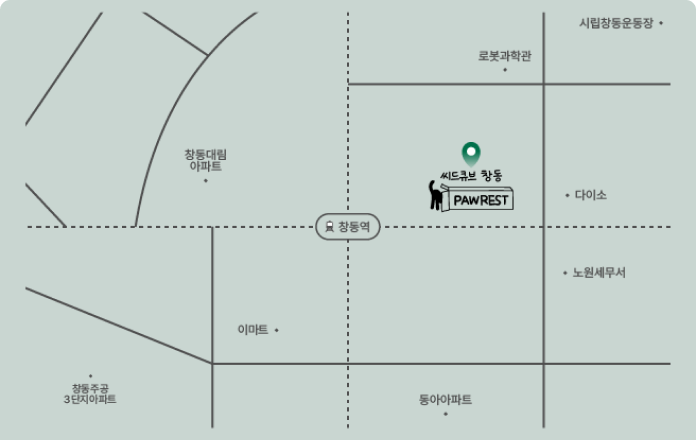 시립창동운동장
로봇과학관
창동대림
아파트
씨드큐브 창동
PAWREST
다이소
창동역
노원세무서
이마트
창동주공
3단지아파트
동아아파트